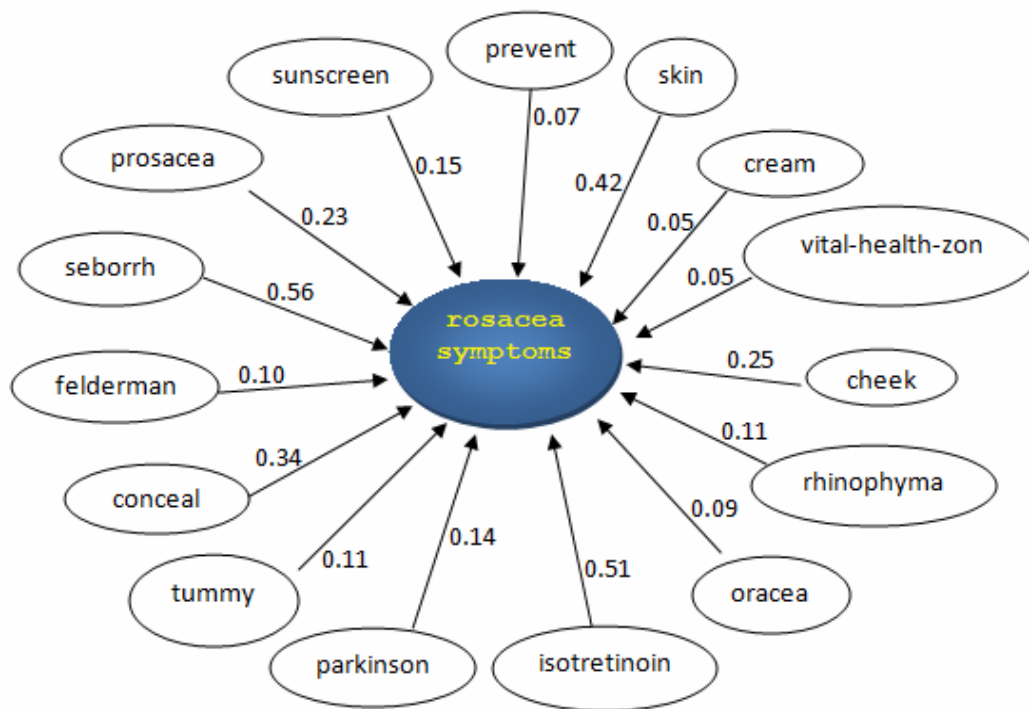 prevent
sunscreen
skin
0.07
prosacea
0.15
0.42
cream
0.23
0.05
vital-health-zon
seborrh
0.56
0.05
rosacea
symptoms
felderman
0.10
0.25
cheek
0.34
0.11
conceal
rhinophyma
0.09
0.14
0.11
0.51
tummy
oracea
parkinson
isotretinoin